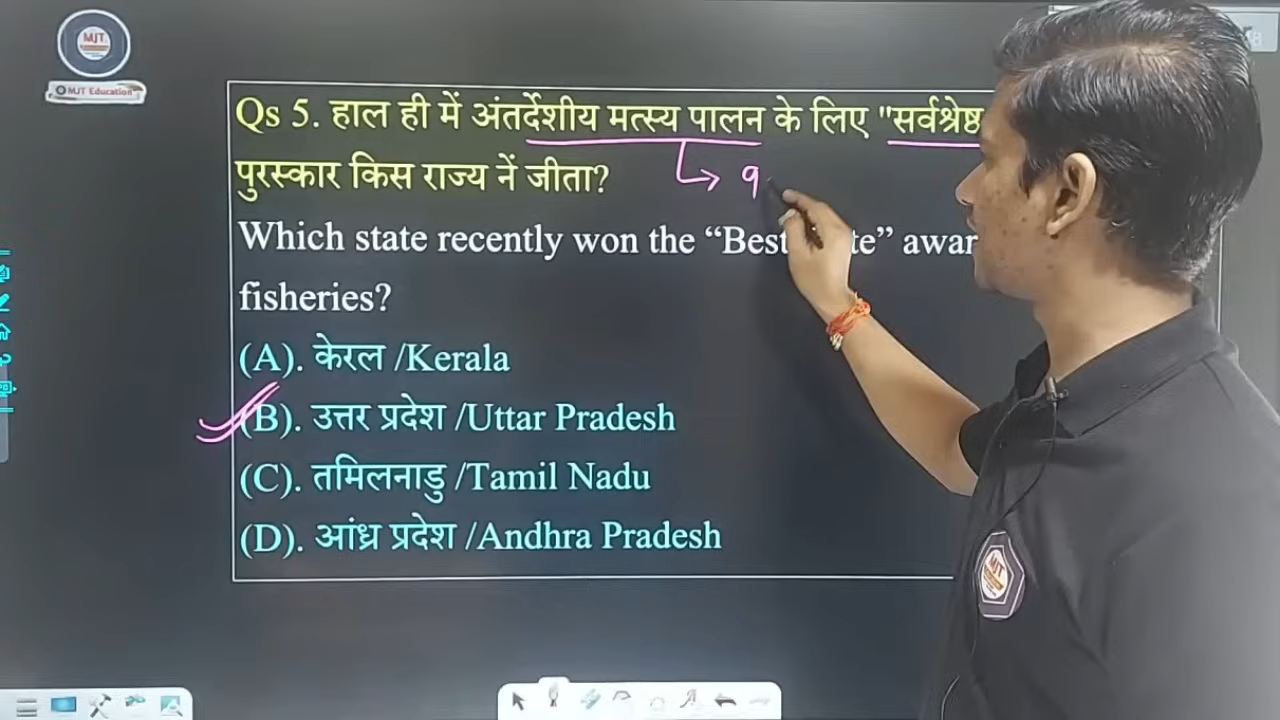 MJT
MJT Education
Qs 5. हाल ही में अंतर्देशीय मत्स्य पालन के लिए "सर्वश्रेष्ठ
पुरस्कार किस राज्य नें जीता?
q
Which state recently won the “Best
fisheries?
(A). केरल /Kerala
(B). उत्तर प्रदेश /Uttar Pradesh
(C). तमिलनाडु /Tamil Nadu
(D). आंध्र प्रदेश /Andhra Pradesh
MJT